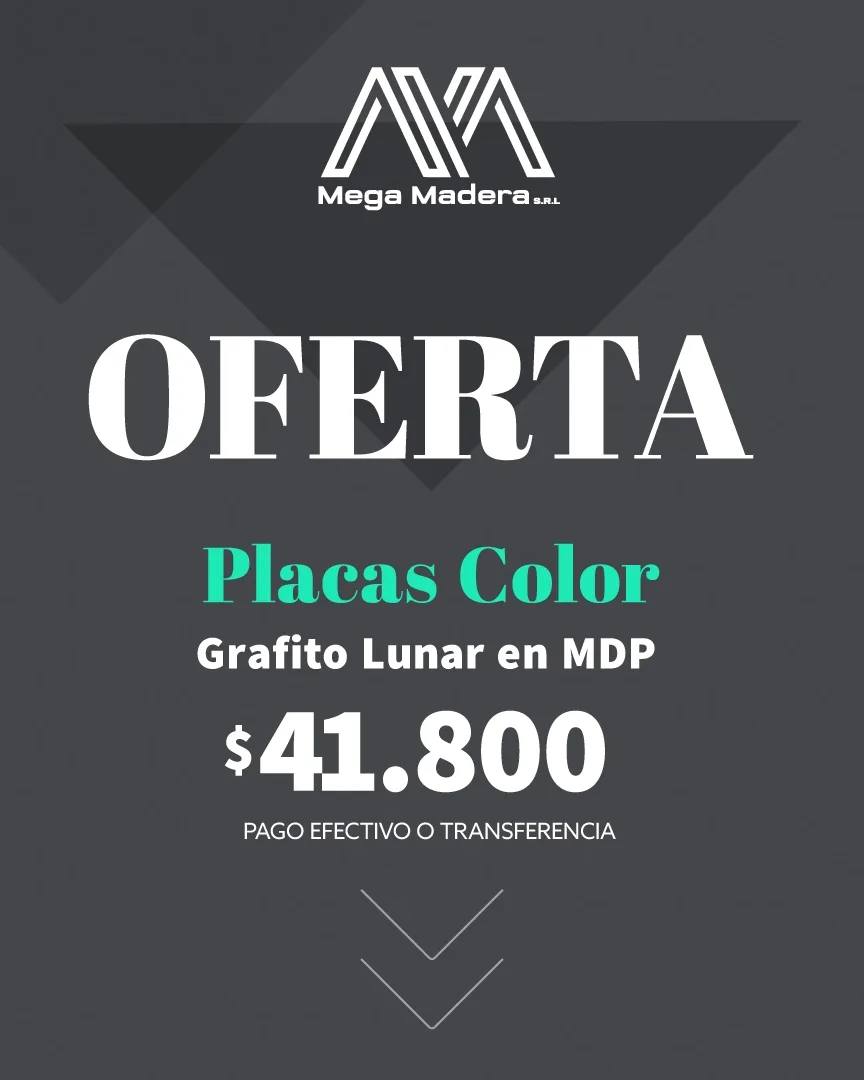 Mega Madera S.R.L
OFERTA
Placas Color
Grafito Lunar en MDP
$41.800
PAGO EFECTIVO O TRANSFERENCIA